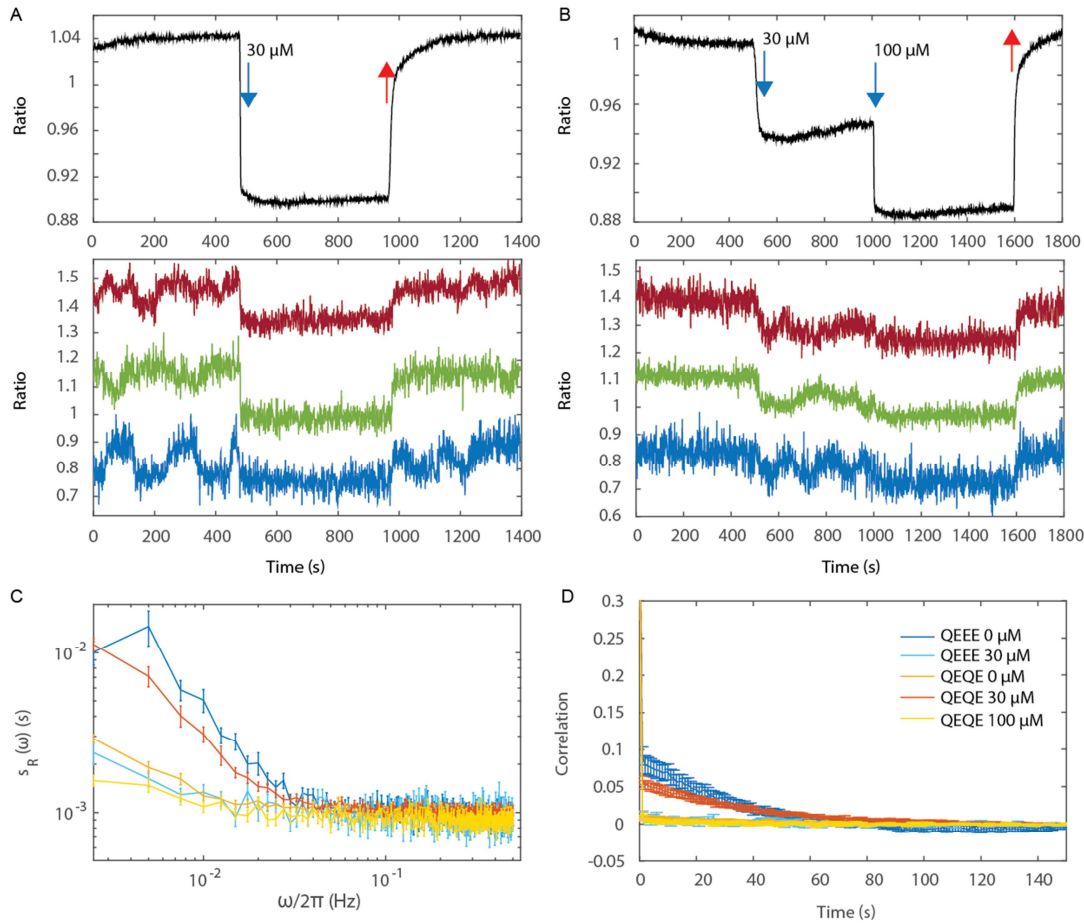 A
1.04
1
0.96
0.92
0.88
Ratio
30 µM
0 200 400 600 800 1000 1200 1400
B
1
0.96
0.92
0.88
Ratio
30 µM
100 µM
0 200 400 600 800 1000 1200 1400 1600 1800
1.5
1.4
1.3
1.2
1.1
1
0.9
0.8
0.7
Ratio
0 200 400 600 800 1000 1200 1400
Time (s)
1.5
1.4
1.3
1.2
1.1
1
0.9
0.8
0.7
0.6
Ratio
0 200 400 600 800 1000 1200 1400 1600 1800
Time (s)
C
10⁻²
10⁻³
s_R (ω) (s)
10⁻² 10⁻¹
ω/2π (Hz)
D
0.3
0.25
0.2
0.15
0.1
0.05
0
-0.05
Correlation
QEEE 0 µM
QEEE 30 µM
QEQE 0 µM
QEQE 30 µM
QEQE 100 µM
0 20 40 60 80 100 120 140
Time (s)